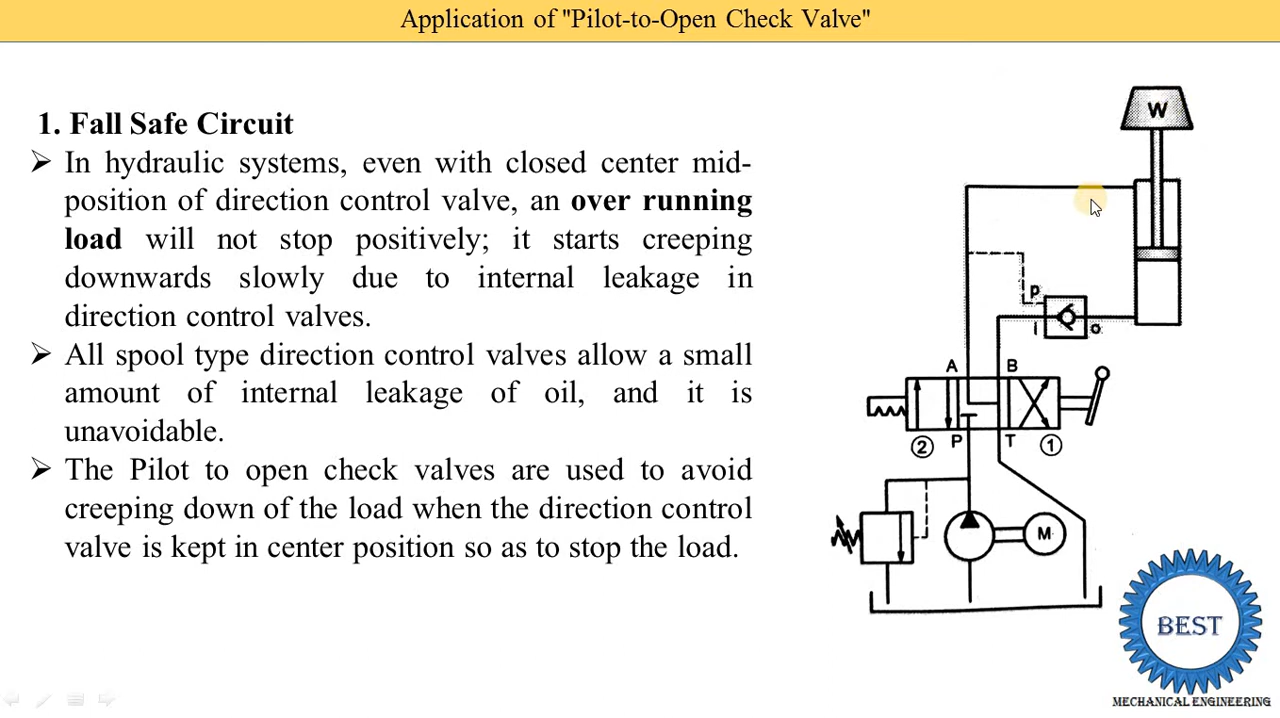 Application of "Pilot-to-Open Check Valve"
1. Fall Safe Circuit
➢ In hydraulic systems, even with closed center mid-
position of direction control valve, an over running
load will not stop positively; it starts creeping
downwards slowly due to internal leakage in
direction control valves.
➢ All spool type direction control valves allow a small
amount of internal leakage of oil, and it is
unavoidable.
➢ The Pilot to open check valves are used to avoid
creeping down of the load when the direction control
valve is kept in center position so as to stop the load.
W
P
I
o
A B
2 P T 1
M
BEST
MECHANICAL ENGINEERING